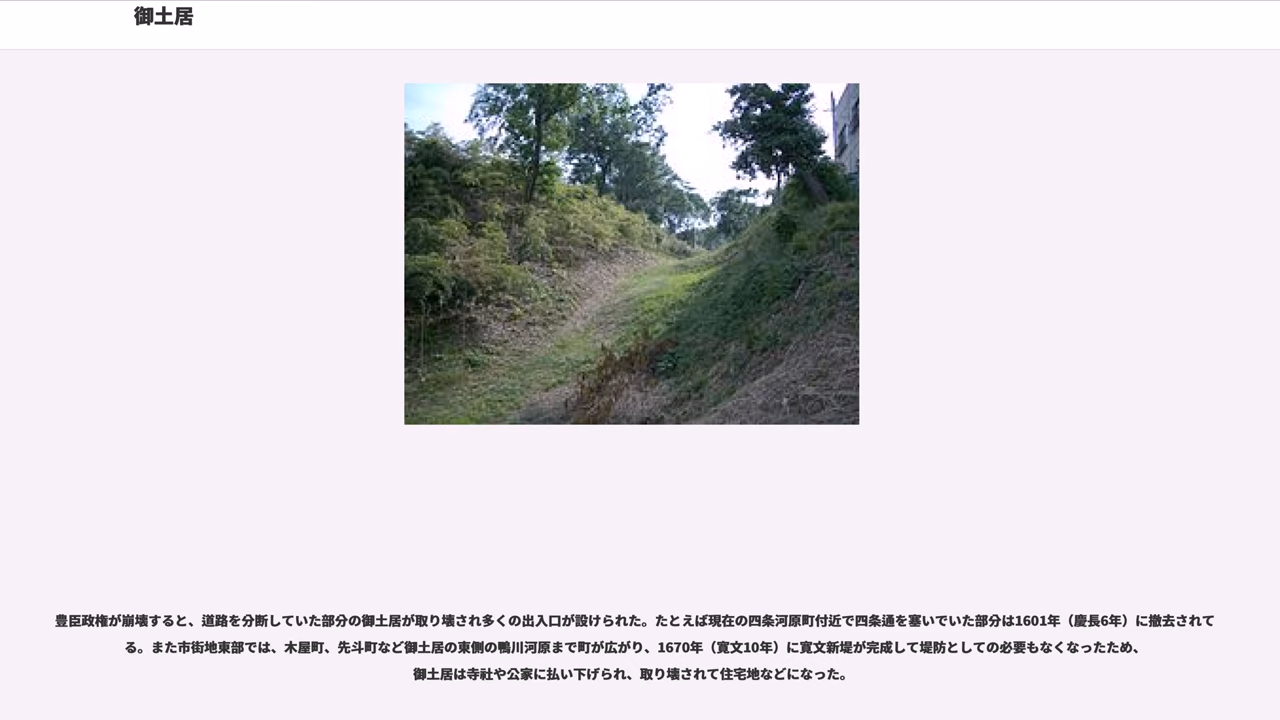 御土居
豊臣政権が崩壊すると、道路を分断していた部分の御土居が取り壊され多くの出入口が設けられた。たとえば現在の四条河原町付近で四条通を塞いでいた部分は1601年（慶長6年）に撤去されて
る。また市街地東部では、木屋町、先斗町など御土居の東側の鴨川河原まで町が広がり、1670年（寛文10年）に寛文新堤が完成して堤防としての必要もなくなったため、
御土居は寺社や公家に払い下げられ、取り壊されて住宅地などになった。